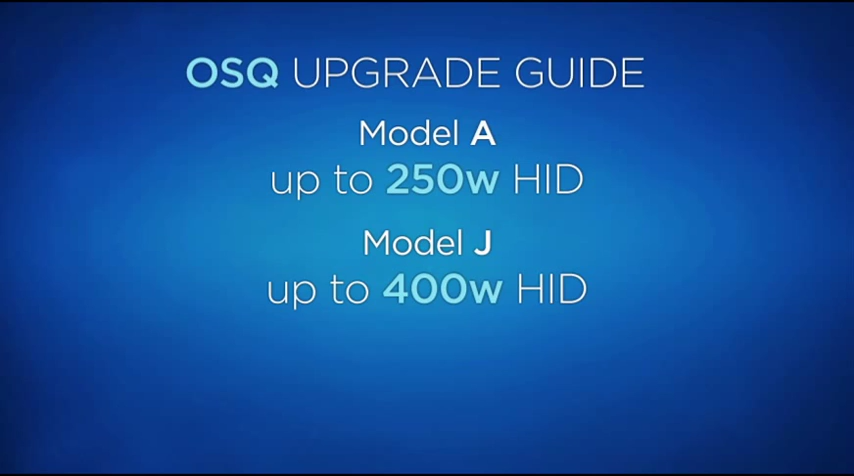 OSQ UPGRADE GUIDE
Model A
up to 250w HID
Model J
up to 400w HID